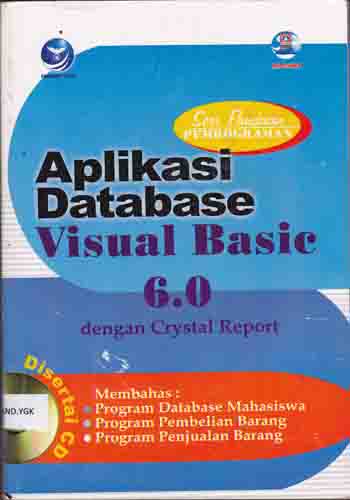 Seri Panduan
PEMROGRAMAN
Aplikasi
Database
Visual Basic
6.0
dengan Crystal Report
Disertai CD
AND.YGK
Membahas :
Program Database Mahasiswa
Program Pembelian Barang
Program Penjualan Barang